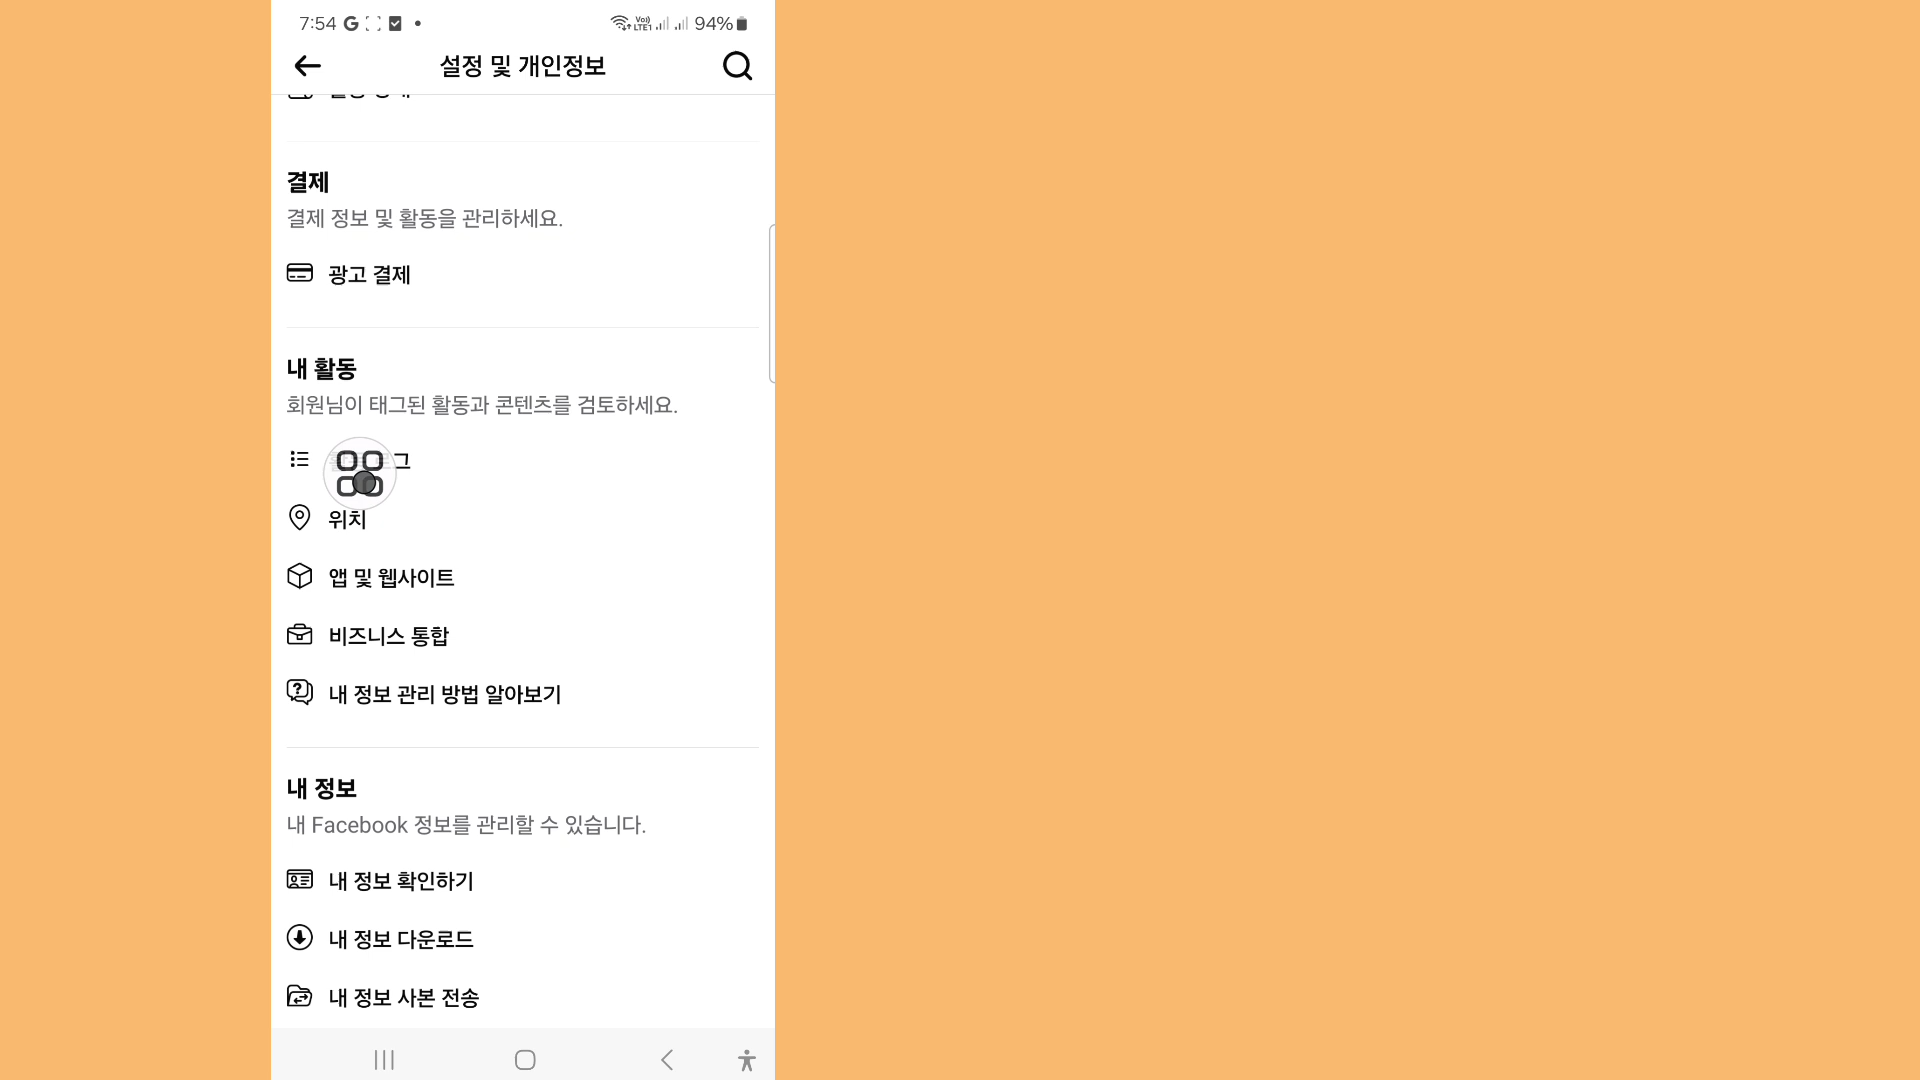 7:54 G Vo) LTE1 94%
설정 및 개인정보
결제
결제 정보 및 활동을 관리하세요.
광고 결제
내 활동
회원님이 태그된 활동과 콘텐츠를 검토하세요.
위치
앱 및 웹사이트
비즈니스 통합
내 정보 관리 방법 알아보기
내 정보
내 Facebook 정보를 관리할 수 있습니다.
내 정보 확인하기
내 정보 다운로드
내 정보 사본 전송